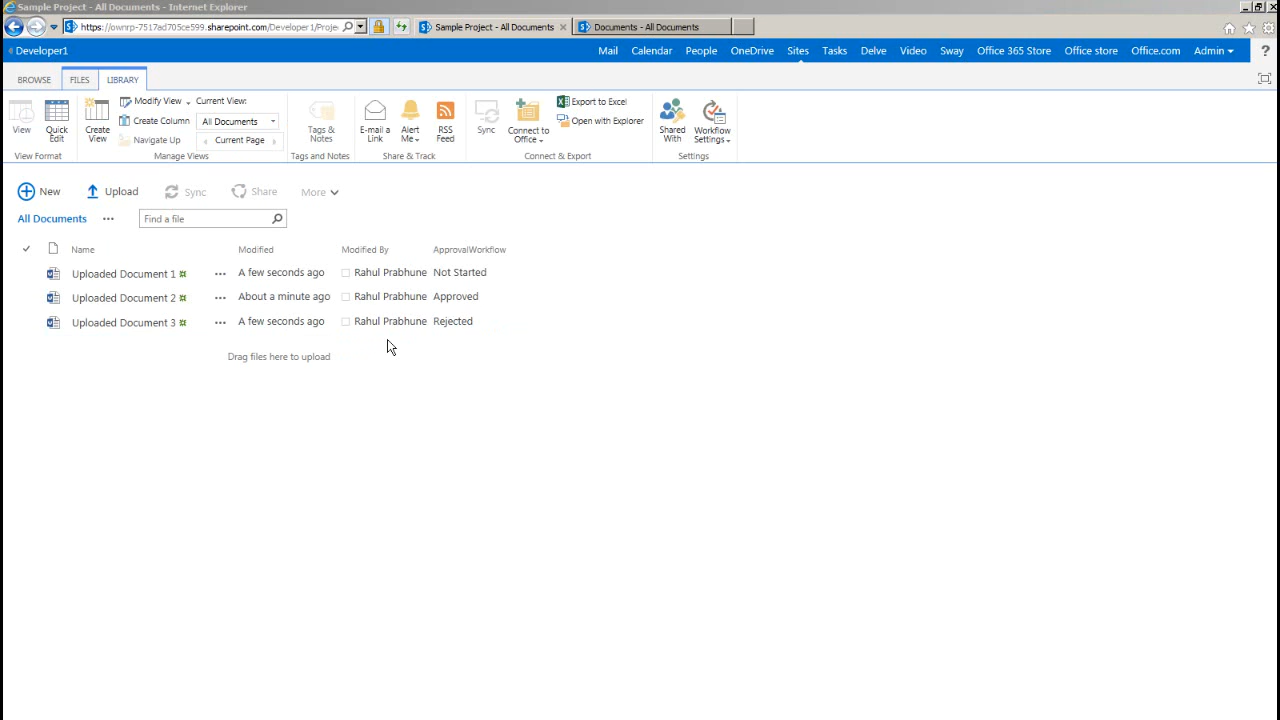 Sample Project - All Documents - Internet Explorer
https://ownrp-7517ad705ce599.sharepoint.com/Developer1/Proje
Sample Project - All Documents
Documents - All Documents
Developer1
Mail Calendar People OneDrive Sites Tasks Delve Video Sway Office 365 Store Office store Office.com Admin ?
BROWSE FILES LIBRARY
View
Quick Edit
Create View
Modify View
Create Column
Navigate Up
Current View:
All Documents
Current Page
Tags & Notes
E-mail a Link
Alert Me
RSS Feed
Sync
Connect to Office
Export to Excel
Open with Explorer
Shared With
Workflow Settings
View Format Manage Views Tags and Notes Share & Track Connect & Export Settings
New Upload Sync Share More
All Documents ... Find a file
Name Modified Modified By ApprovalWorkflow
Uploaded Document 1 ... A few seconds ago Rahul Prabhune Not Started
Uploaded Document 2 ... About a minute ago Rahul Prabhune Approved
Uploaded Document 3 ... A few seconds ago Rahul Prabhune Rejected
Drag files here to upload